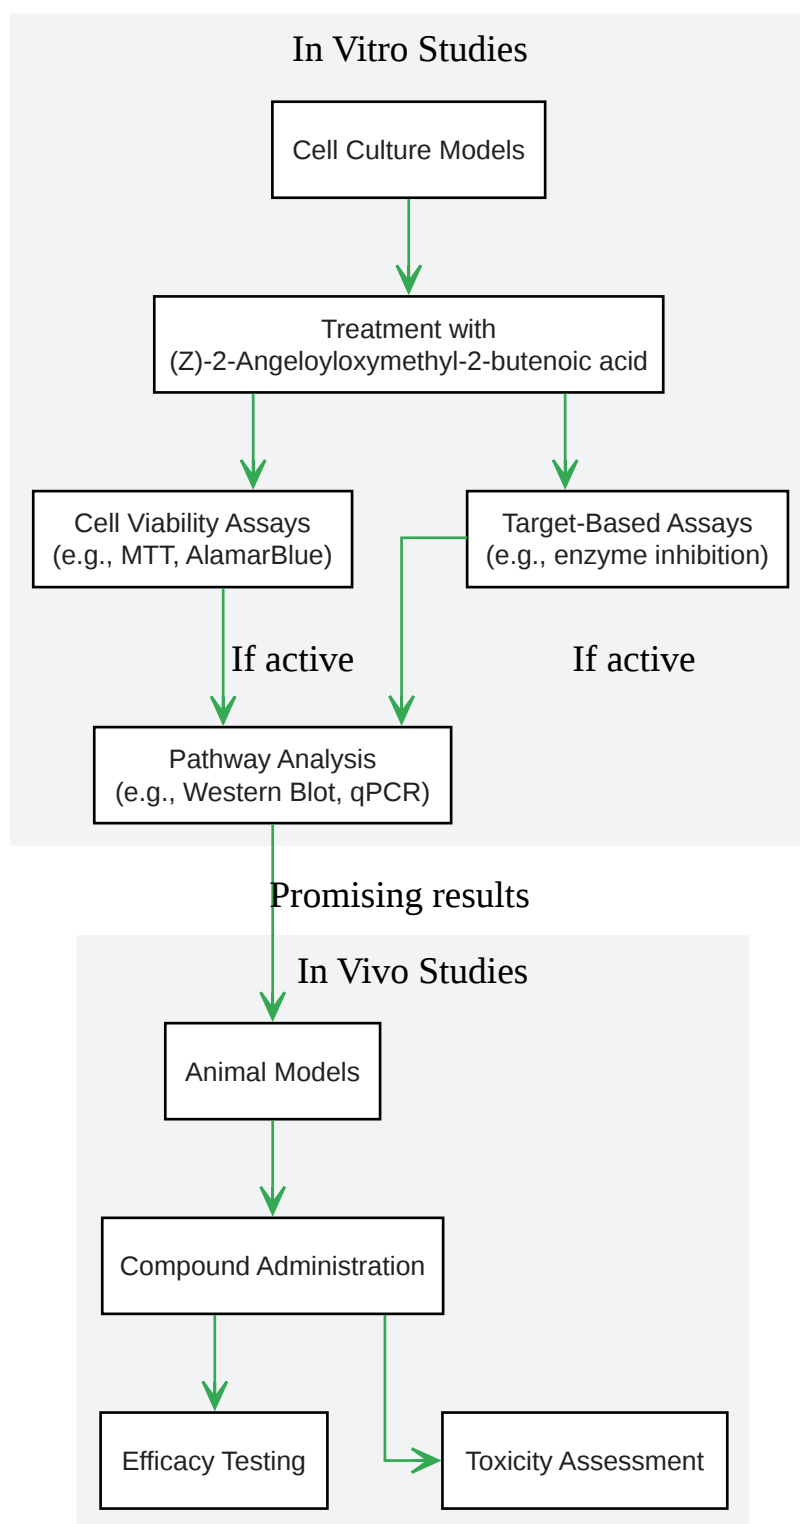 In Vitro Studies
Cell Culture Models
Treatment with
(Z)-2-Angeloyloxymethyl-2-butenoic acid
Cell Viability Assays
(e.g., MTT, AlamarBlue)
Target-Based Assays
(e.g., enzyme inhibition)
If active
If active
Pathway Analysis
(e.g., Western Blot, qPCR)
Promising results
In Vivo Studies
Animal Models
Compound Administration
Efficacy Testing
Toxicity Assessment